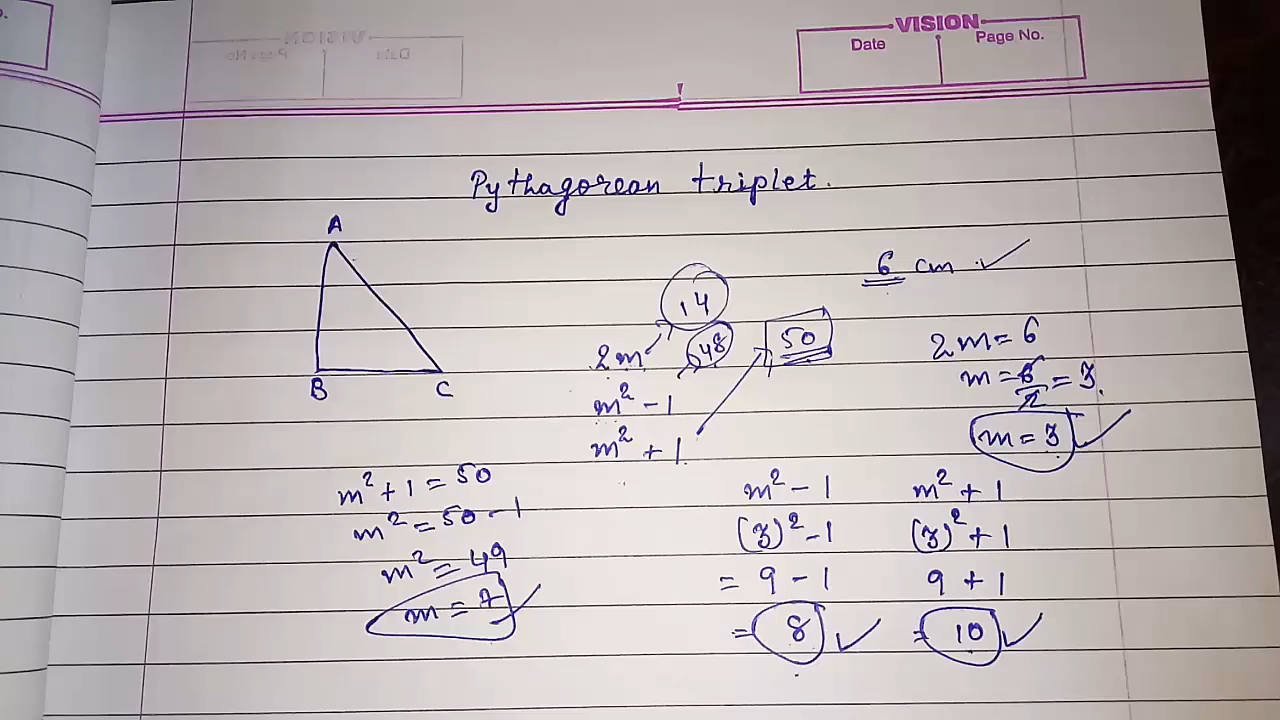 VISION
Date Page No.
Pythagorean triplet.
A
B
C
6 cm ✓
14
2m 48 50
m² - 1
m² + 1
2m = 6
m = 6/2 = 3.
m = 3 ✓
m² + 1 = 50
m² = 50 - 1
m² = 49
m = 7 ✓
m² - 1
(3)² - 1
= 9 - 1
= 8 ✓
m² + 1
(3)² + 1
9 + 1
= 10 ✓